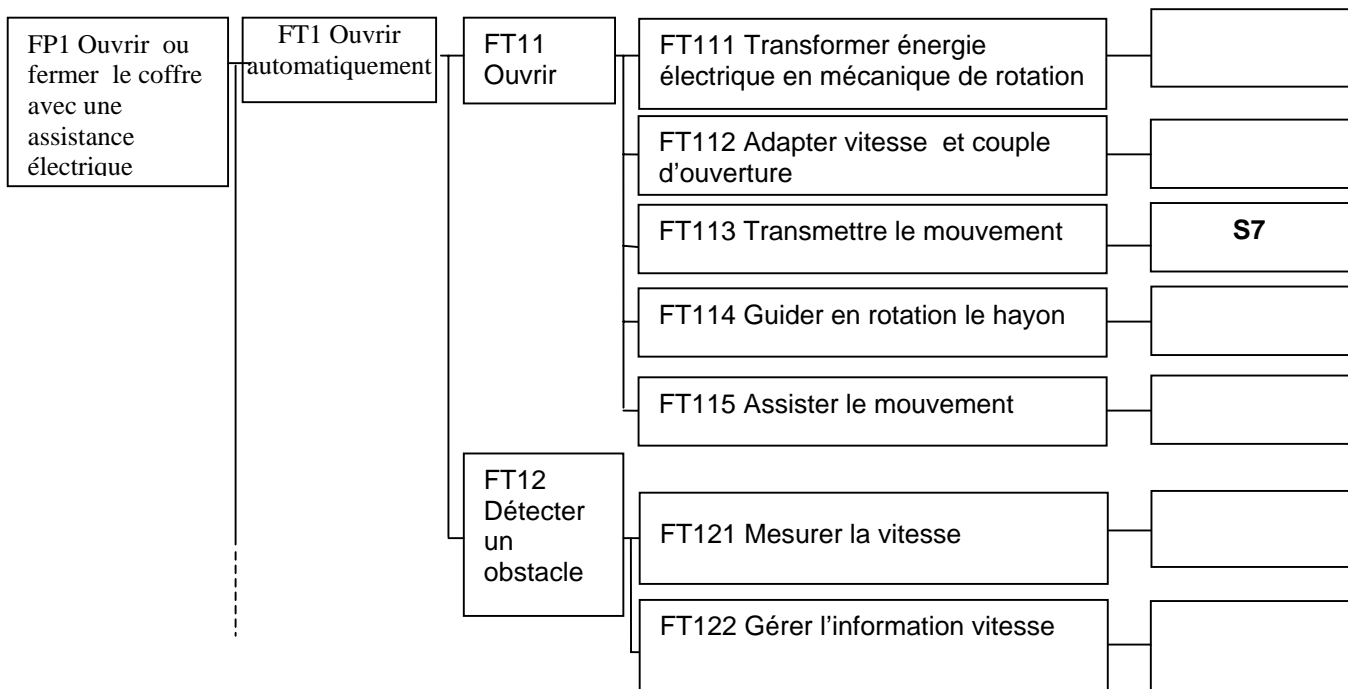 FP1 Ouvrir ou
fermer le coffre
avec une
assistance
électrique
FT1 Ouvrir
automatiquement
FT11
Ouvrir
FT111 Transformer énergie
électrique en mécanique de rotation
FT112 Adapter vitesse et couple
d'ouverture
FT113 Transmettre le mouvement
S7
FT114 Guider en rotation le hayon
FT115 Assister le mouvement
FT12
Détecter
un
obstacle
FT121 Mesurer la vitesse
FT122 Gérer l'information vitesse